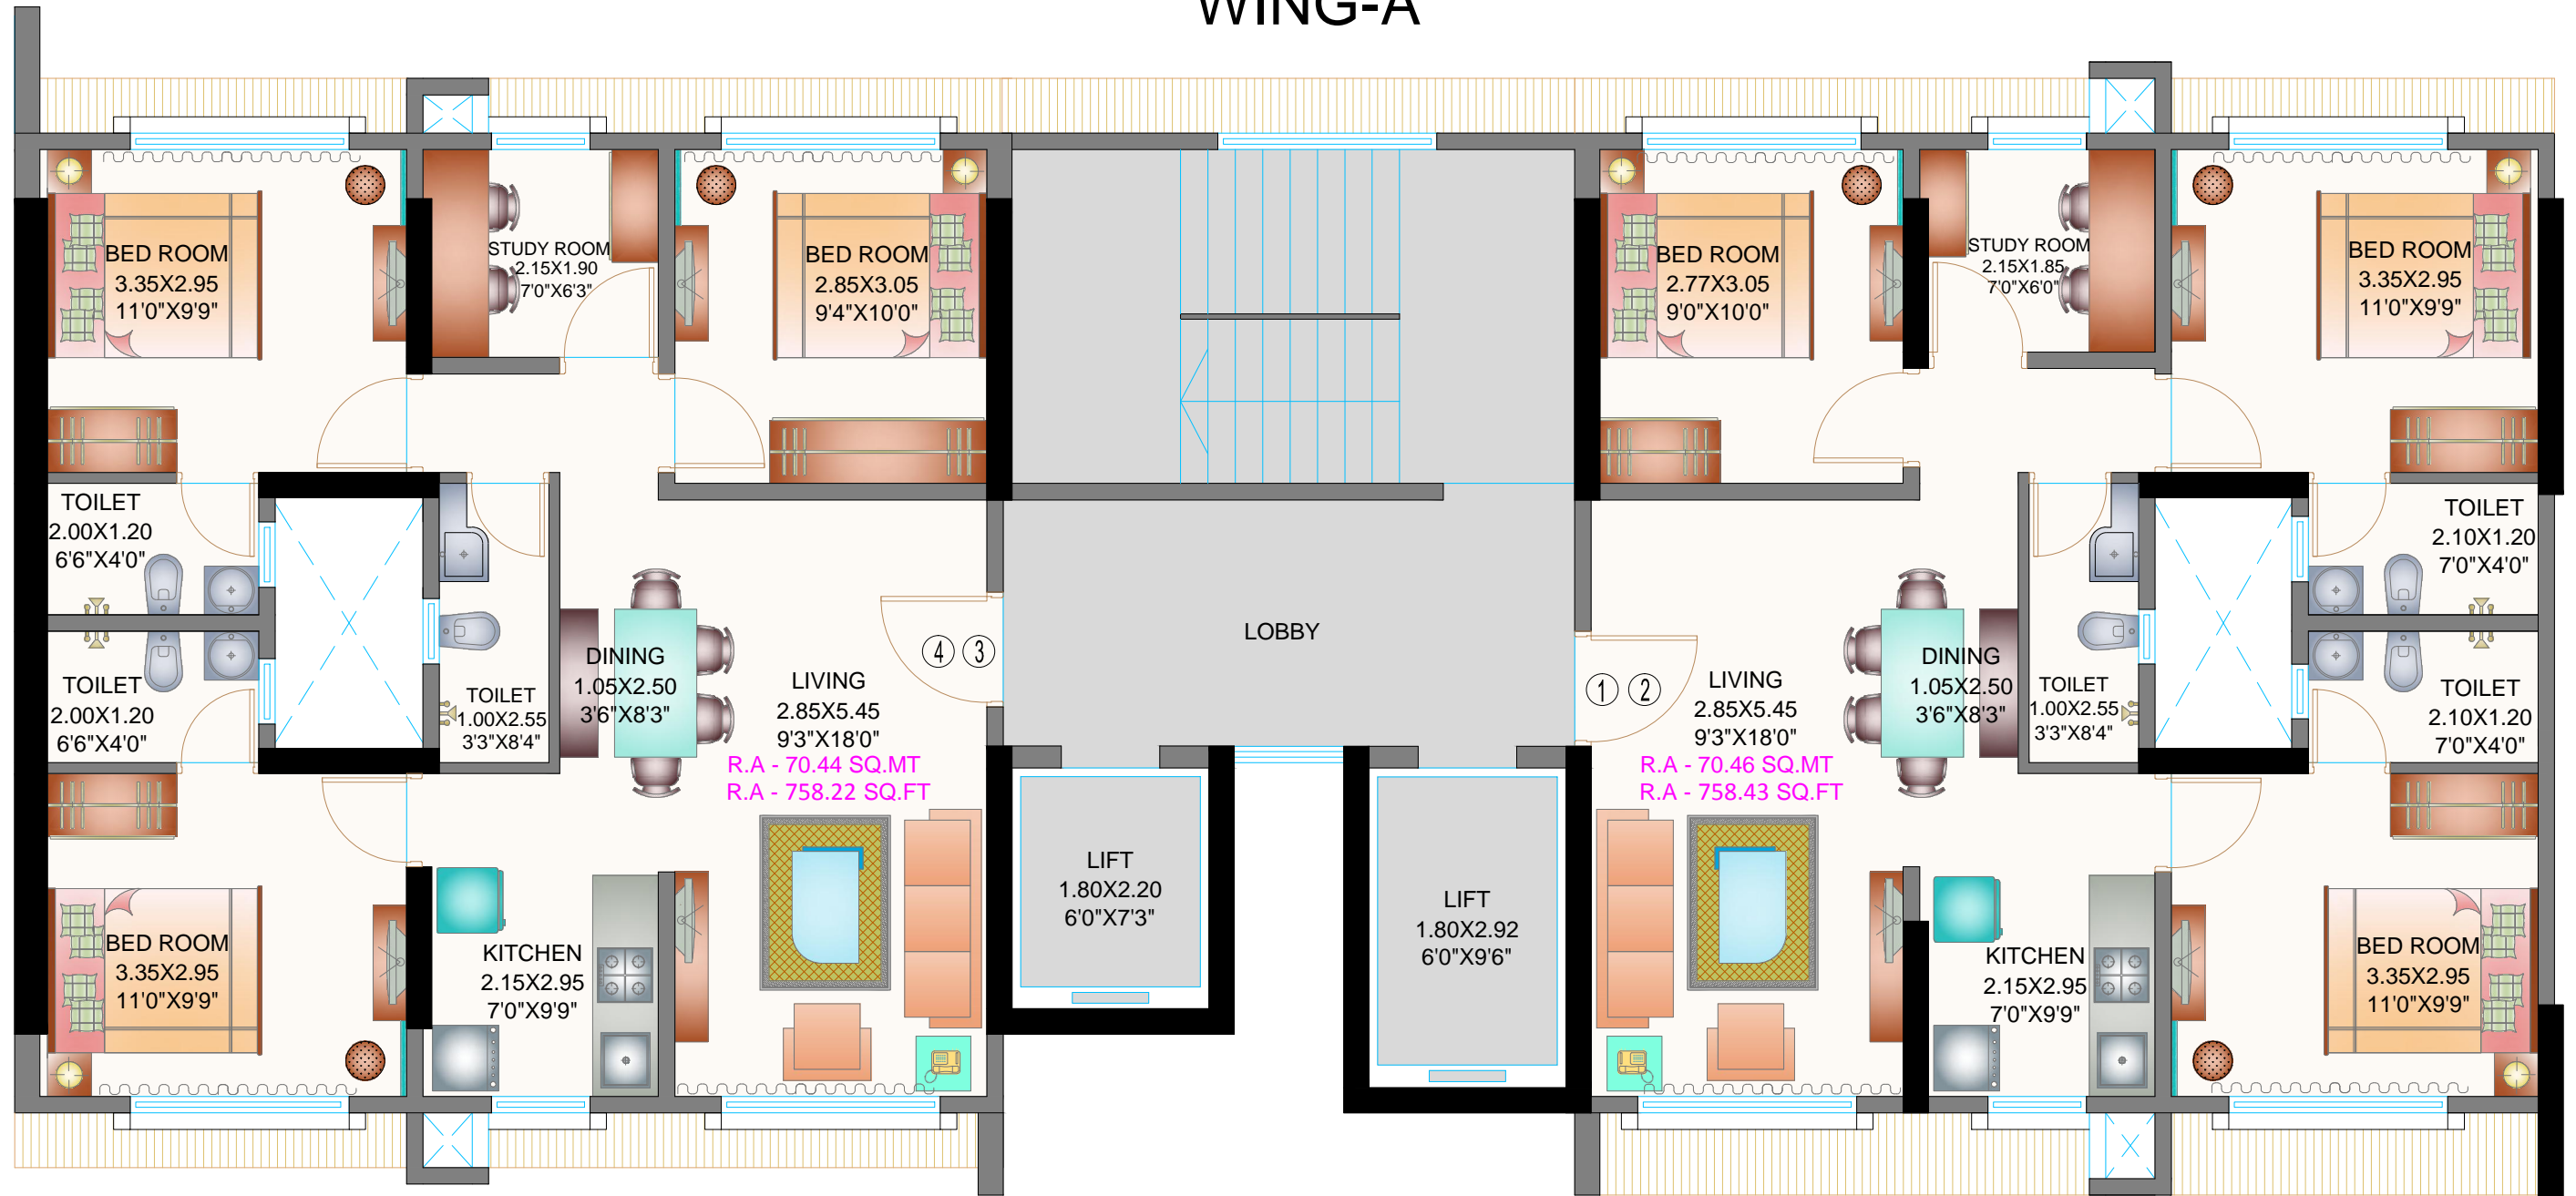 WING-A
BED ROOM
3.35X2.95
11'0"X9'9"
STUDY ROOM
2.15X1.90
7'0"X6'3"
BED ROOM
2.85X3.05
9'4"X10'0"
BED ROOM
2.77X3.05
9'0"X10'0"
STUDY ROOM
2.15X1.85
7'0"X6'0"
BED ROOM
3.35X2.95
11'0"X9'9"
TOILET
2.00X1.20
6'6"X4'0"
TOILET
2.10X1.20
7'0"X4'0"
TOILET
2.00X1.20
6'6"X4'0"
TOILET
1.00X2.55
3'3"X8'4"
DINING
1.05X2.50
3'6"X8'3"
4 3
LIVING
2.85X5.45
9'3"X18'0"
R.A - 70.44 SQ.MT
R.A - 758.22 SQ.FT
LOBBY
1 2
LIVING
2.85X5.45
9'3"X18'0"
R.A - 70.46 SQ.MT
R.A - 758.43 SQ.FT
DINING
1.05X2.50
3'6"X8'3"
TOILET
1.00X2.55
3'3"X8'4"
TOILET
2.10X1.20
7'0"X4'0"
BED ROOM
3.35X2.95
11'0"X9'9"
KITCHEN
2.15X2.95
7'0"X9'9"
LIFT
1.80X2.20
6'0"X7'3"
LIFT
1.80X2.92
6'0"X9'6"
KITCHEN
2.15X2.95
7'0"X9'9"
BED ROOM
3.35X2.95
11'0"X9'9"